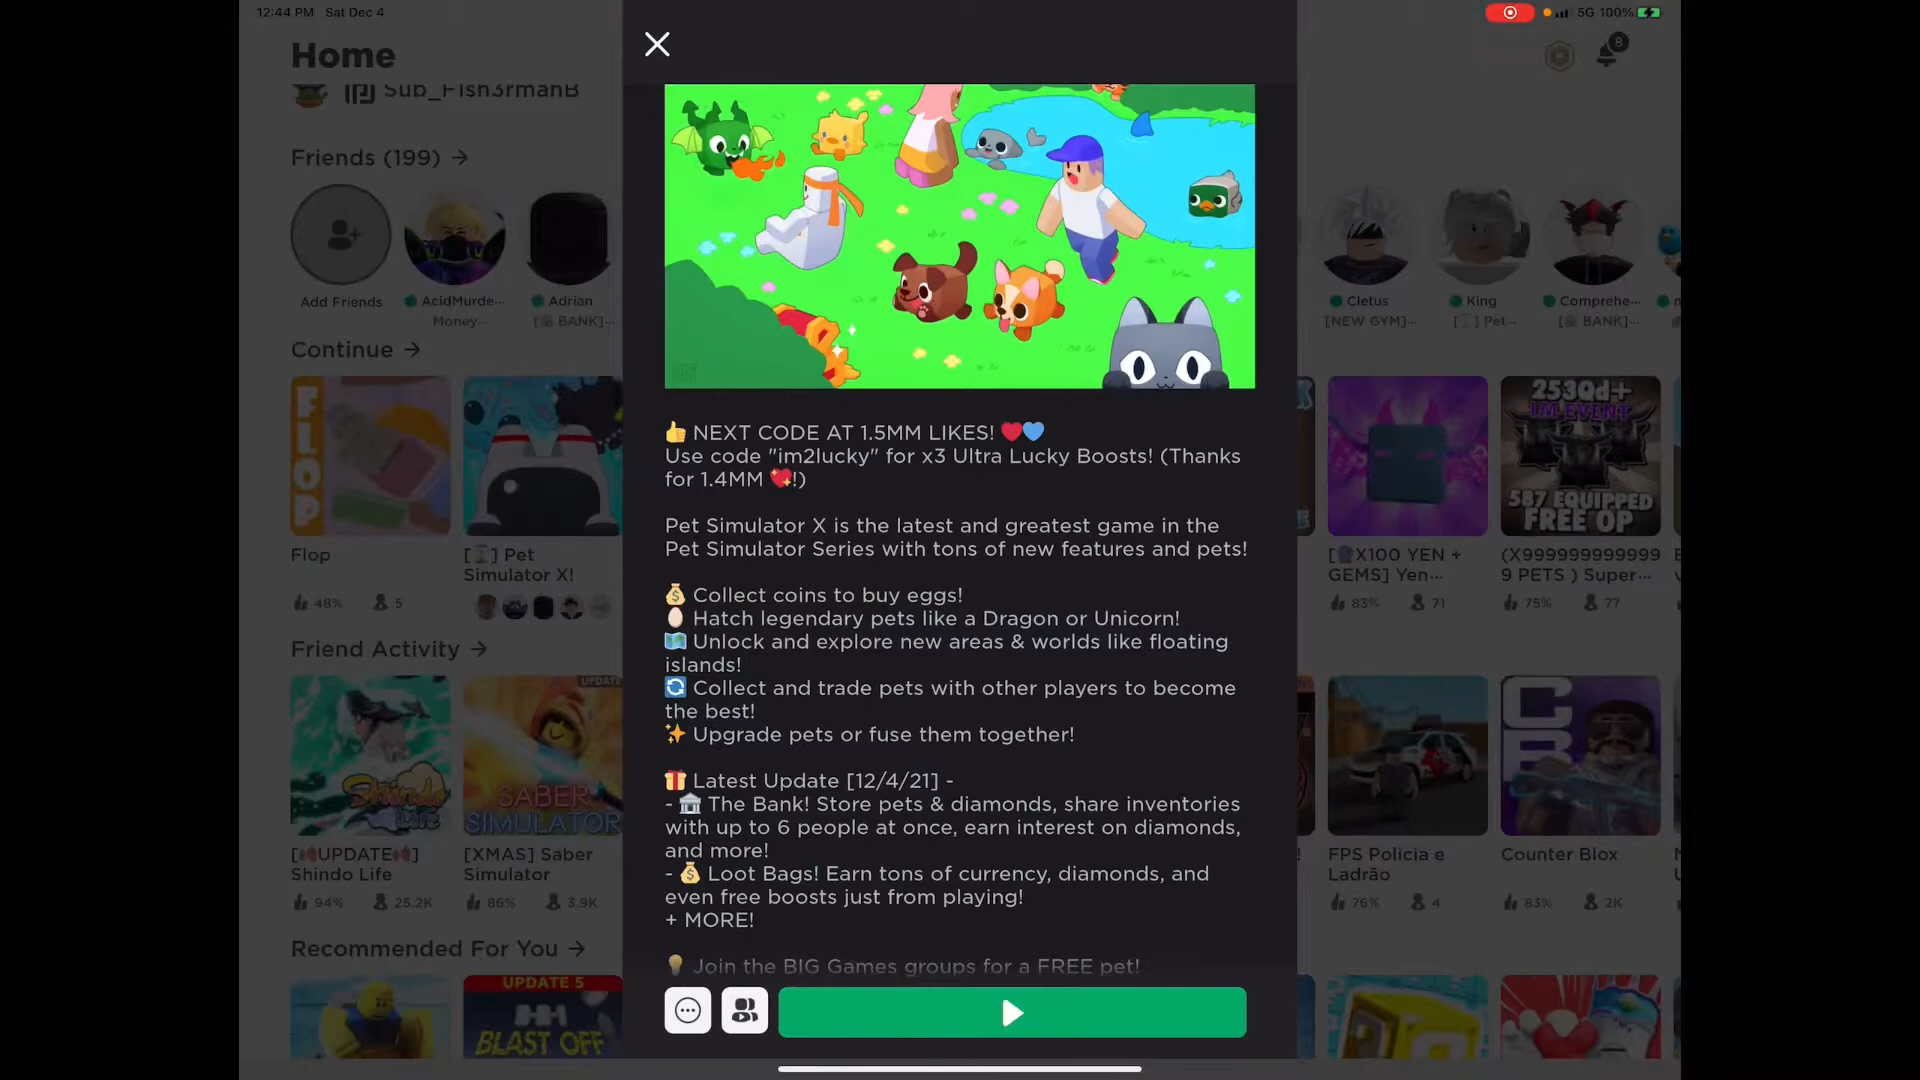 12:44 PM Sat Dec 4
5G 100%
Home
8
Sub_Fish3rmanB
Friends (199) →
Add Friends
AcidMurde...
Money...
Adrian
[🏦 BANK]...
Cletus
[NEW GYM]...
King
[⏳] Pet...
Comprehe...
[🏦 BANK]...
Continue →
FLOP
253Qd+
1M EVENT
587 EQUIPPED
FREE OP
Flop
48% 5
[⏳] Pet
Simulator X!
[🔮X100 YEN +
GEMS] Yen...
83% 71
(X999999999999
9 PETS ) Super...
75% 77
Friend Activity →
Shindo
Life
UPDATE
SABER
SIMULATOR
[UPDATE]
Shindo Life
94% 25.2K
[XMAS] Saber
Simulator
86% 3.9K
FPS Policia e
Ladrão
76% 4
Counter Blox
83% 2K
Recommended For You →
UPDATE 5
BLAST OFF
👍 NEXT CODE AT 1.5MM LIKES! ❤️💙
Use code "im2lucky" for x3 Ultra Lucky Boosts! (Thanks
for 1.4MM 💖!)
Pet Simulator X is the latest and greatest game in the
Pet Simulator Series with tons of new features and pets!
💰 Collect coins to buy eggs!
🥚 Hatch legendary pets like a Dragon or Unicorn!
🗺️ Unlock and explore new areas & worlds like floating
islands!
🔄 Collect and trade pets with other players to become
the best!
✨ Upgrade pets or fuse them together!
🎁 Latest Update [12/4/21] -
- 🏦 The Bank! Store pets & diamonds, share inventories
with up to 6 people at once, earn interest on diamonds,
and more!
- 💰 Loot Bags! Earn tons of currency, diamonds, and
even free boosts just from playing!
+ MORE!
💡 Join the BIG Games groups for a FREE pet!